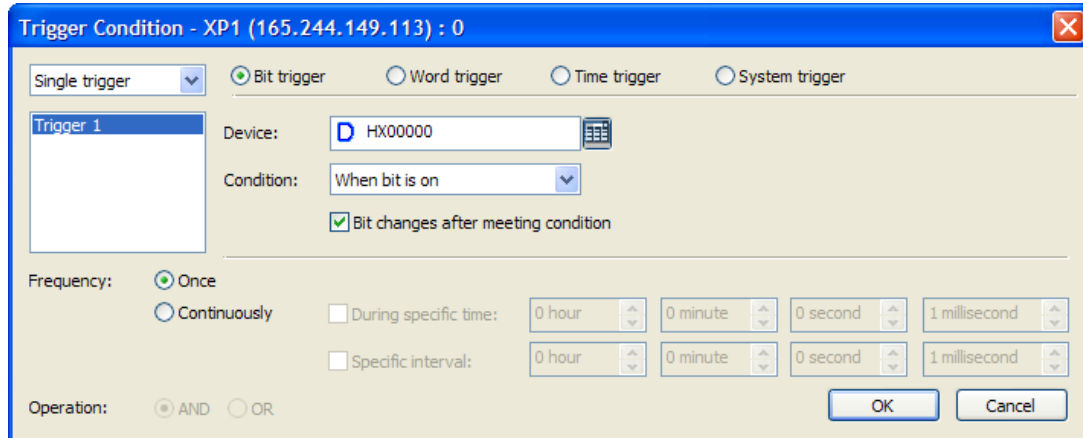 Trigger Condition - XP1 (165.244.149.113) : 0
Single trigger Bit trigger Word trigger Time trigger System trigger
Trigger 1
Device: D HX00000
Condition: When bit is on
Bit changes after meeting condition
Frequency: Once
Continuously During specific time: 0 hour 0 minute 0 second 1 millisecond
Specific interval: 0 hour 0 minute 0 second 1 millisecond
Operation: AND OR OK Cancel